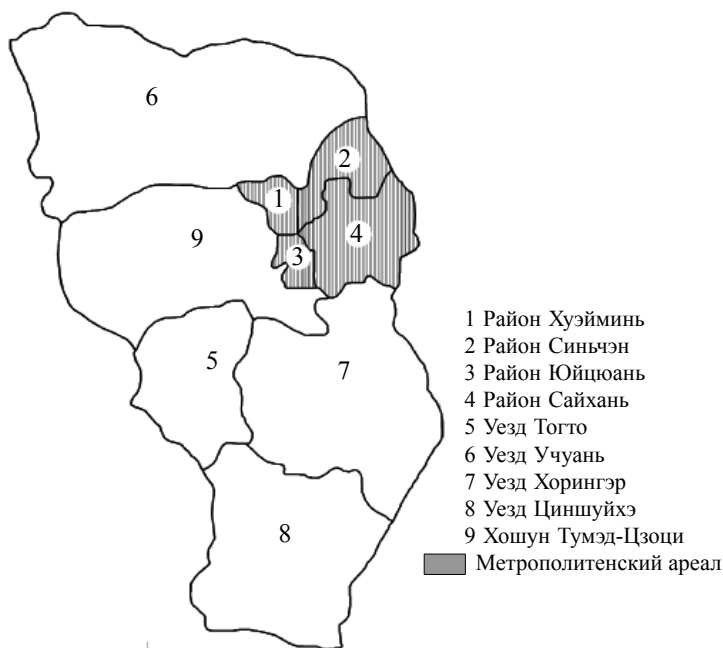 6
2
1
4
9
3
5
7
8
1 Район Хуэйминь
2 Район Синьчэн
3 Район Юйцюань
4 Район Сайхань
5 Уезд Тогто
6 Уезд Учуань
7 Уезд Хорингэр
8 Уезд Циншуйхэ
9 Хошун Тумэд-Цзоци
Метрополитенский ареал